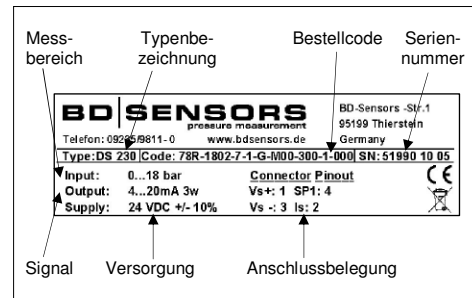 Mess-
bereich
Typenbe-
zeichnung
Bestellcode
Serien-
nummer
BD SENSORS
pressure measurement
BD-Sensors -Str.1
95199 Thierstein
Germany
Telefon: 09235/9811-0 www.bdsensors.de
Type:DS 230 Code: 78R-1802-7-1-G-M00-300-1-000 SN: 51990 10 05
Input: 0...18 bar Connector Pinout
Output: 4...20mA 3w Vs+: 1 SP1: 4
Supply: 24 VDC +/- 10% Vs -: 3 Is: 2
CE
Signal
Versorgung
Anschlussbelegung